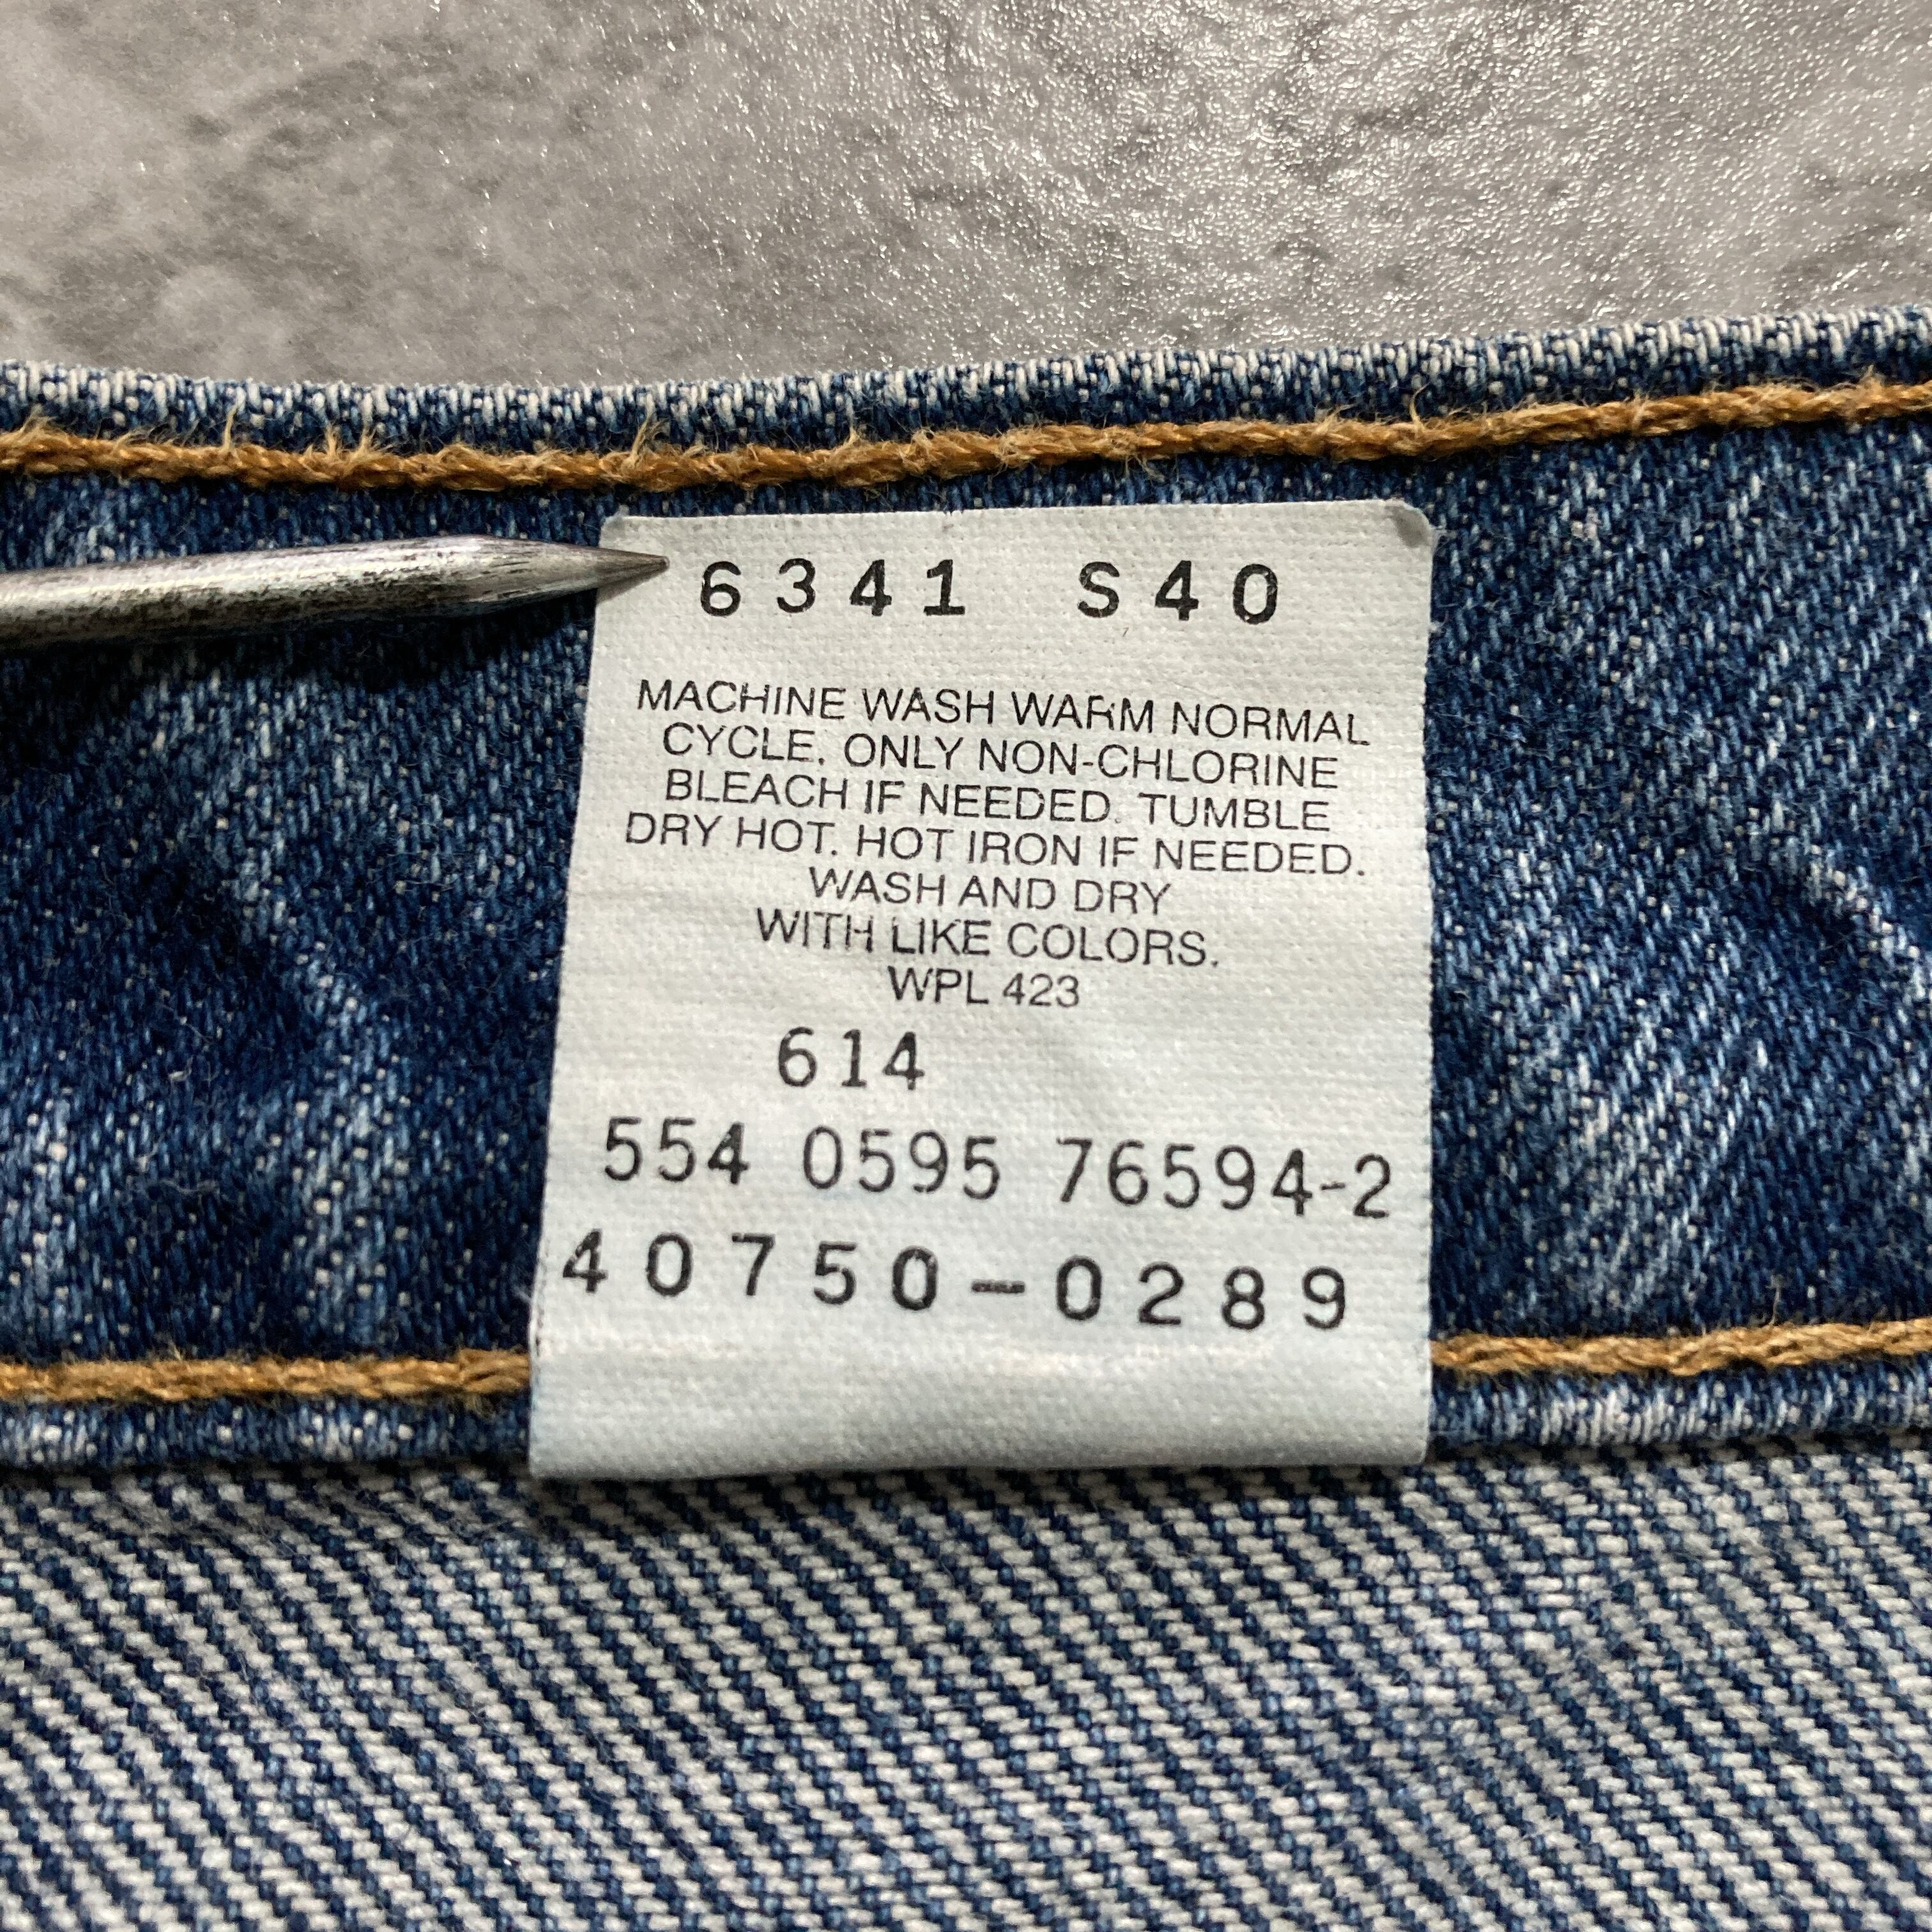 6341 S40
MACHINE WASH WARM NORMAL
CYCLE. ONLY NON-CHLORINE
BLEACH IF NEEDED. TUMBLE
DRY HOT. HOT IRON IF NEEDED.
WASH AND DRY
WITH LIKE COLORS.
WPL 423
614
554 0595 76594-2
40750-0289